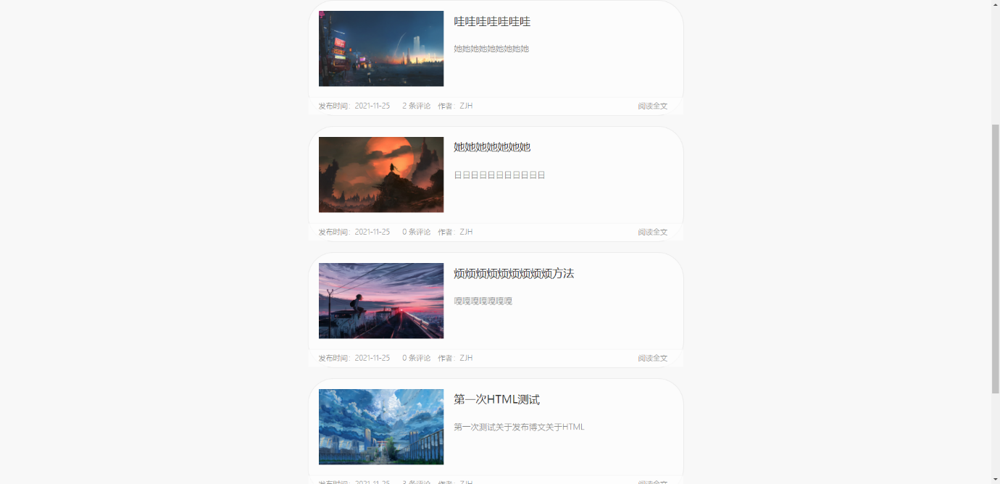 哇哇哇哇哇哇哇
她她她她她她她她她
发布时间：2021-11-25 2 条评论 作者：ZJH 阅读全文
她她她她她她她
日日日日日日日日日日日
发布时间：2021-11-25 0 条评论 作者：ZJH 阅读全文
烦烦烦烦烦烦烦烦烦方法
嘎嘎嘎嘎嘎嘎嘎
发布时间：2021-11-25 0 条评论 作者：ZJH 阅读全文
第一次HTML测试
第一次测试关于发布博文关于HTML
发布时间：2021-11-25 3 条评论 作者：ZJH 阅读全文